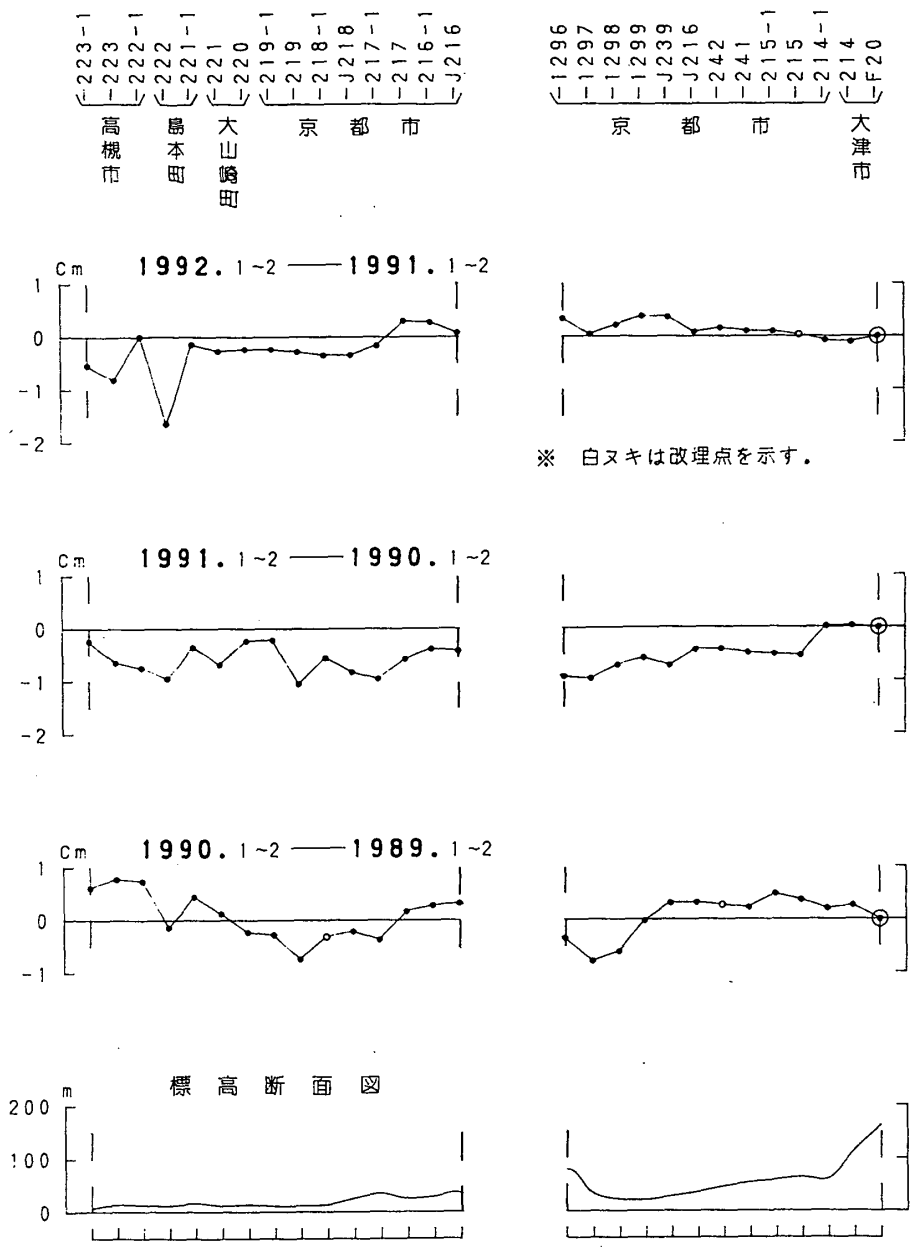 -223-1 -223 -222-1 -222 -221-1 -221 -220 -219-1 -219 -218-1 -J218 -217-1 -217 -216-1 -J216
-1296 -1297 -1298 -1299 -J239 -J216 -242 -241 -215-1 -215 -214-1 -214 -F20
高槻市 島本町 大山崎町 京都市
京都市 大津市
Cm 1992. 1~2 —— 1991. 1~2
1
0
-1
-2
※ 白ヌキは改埋点を示す.
Cm 1991. 1~2 —— 1990. 1~2
1
0
-1
-2
Cm 1990. 1~2 —— 1989. 1~2
1
0
-1
m 標高断面図
200
100
0